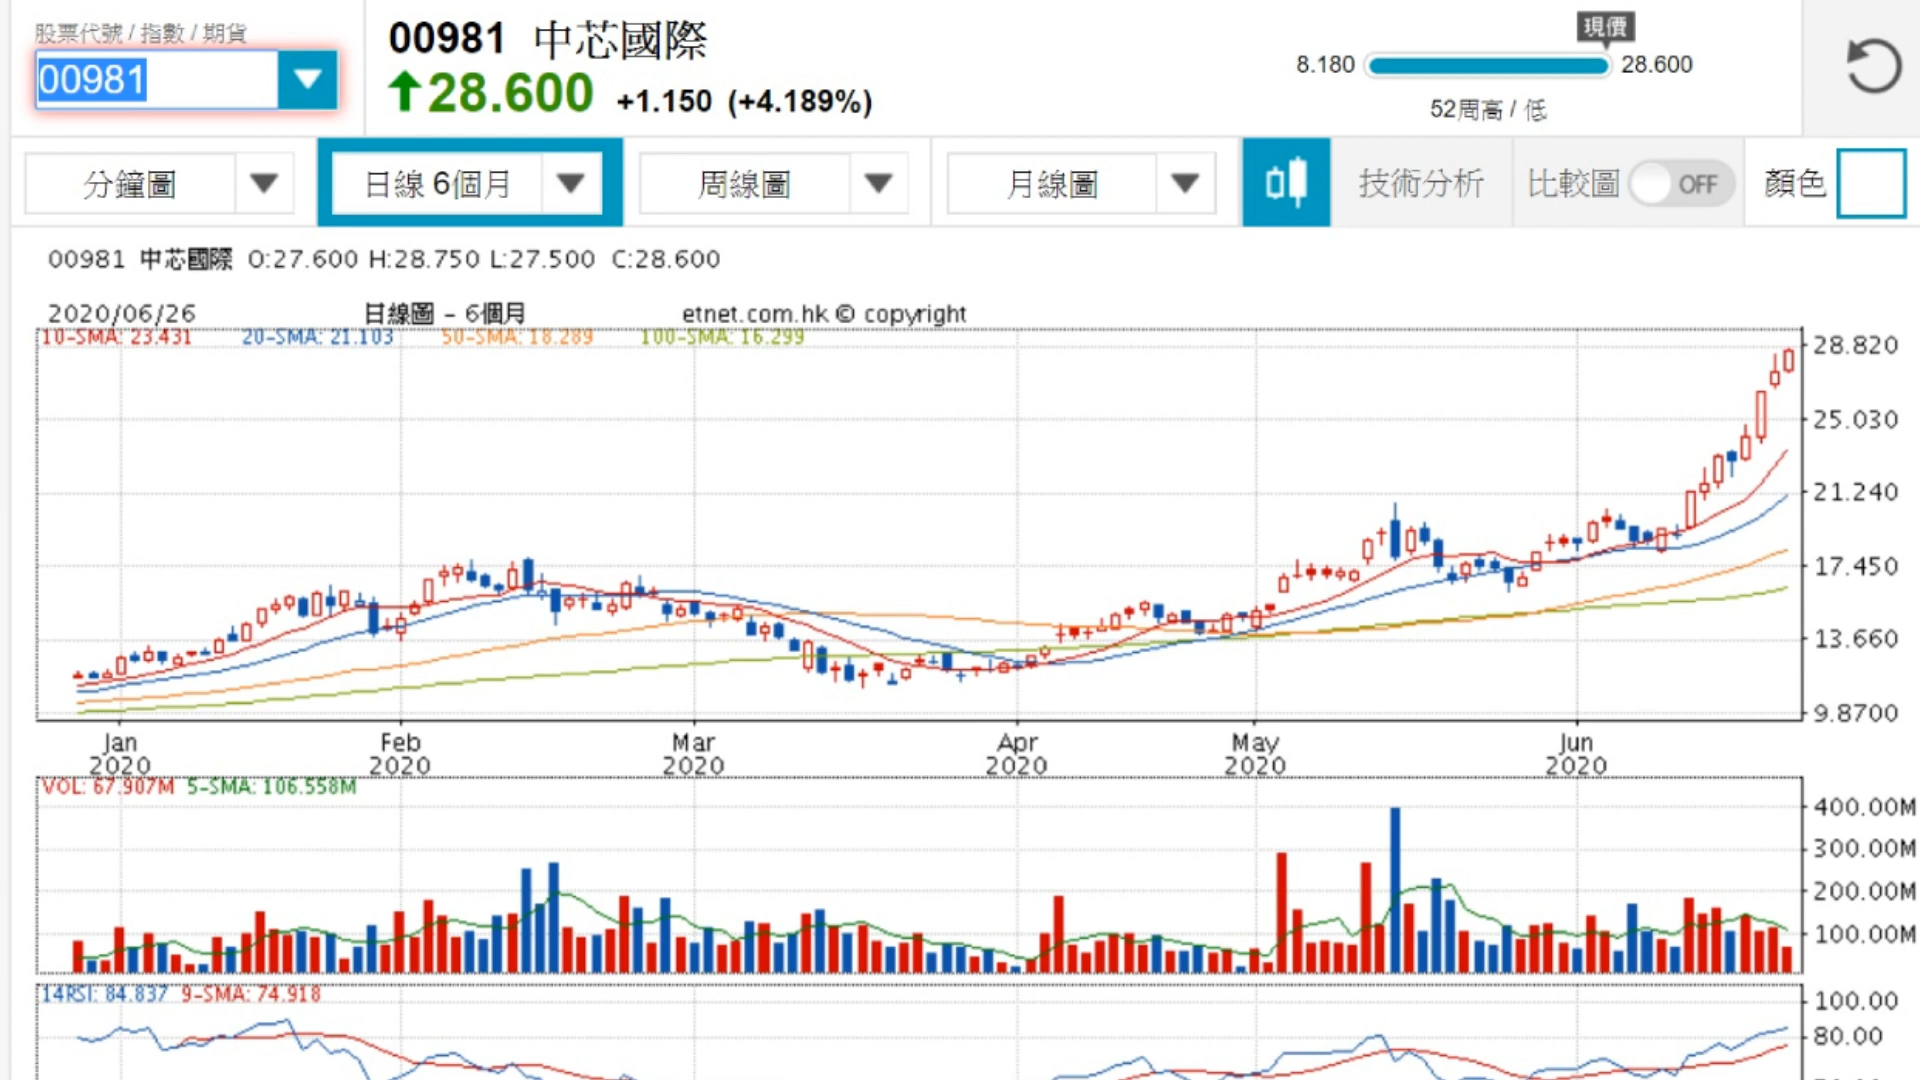 股票代號 / 指數 / 期貨
00981
00981 中芯國際
28.600 +1.150 (+4.189%)
現價
8.180 28.600
52周高 / 低
分鐘圖 日線 6個月 周線圖 月線圖 技術分析 比較圖 OFF 顏色
00981 中芯國際 O:27.600 H:28.750 L:27.500 C:28.600
2020/06/26 日線圖 - 6個月 etnet.com.hk © copyright
10-SMA: 23.431 20-SMA: 21.103 50-SMA: 18.289 100-SMA: 16.299
28.820
25.030
21.240
17.450
13.660
9.8700
Jan Feb Mar Apr May Jun
2020 2020 2020 2020 2020 2020
VOL: 67.907M 5-SMA: 106.558M
400.00M
300.00M
200.00M
100.00M
14RSI: 84.837 9-SMA: 74.918
100.00
80.00